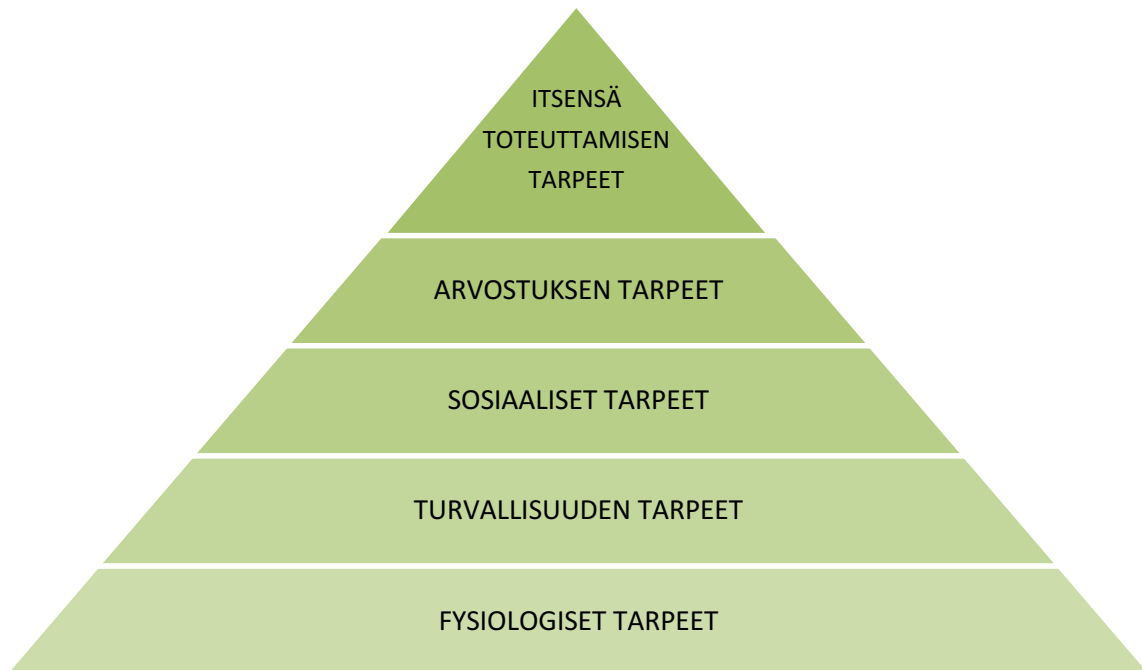 ITSENSÄ
TOTEUTTAMISEN
TARPEET
ARVOSTUKSEN TARPEET
SOSIAALISET TARPEET
TURVALLISUUDEN TARPEET
FYSIOLOGISET TARPEET